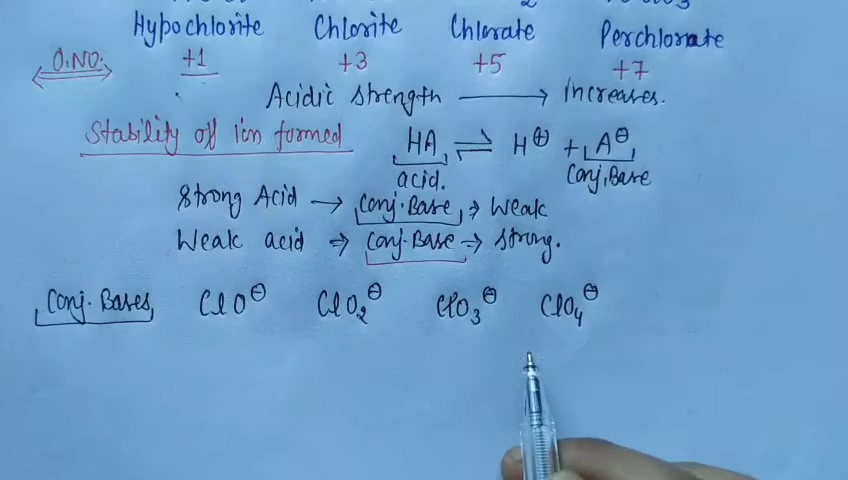 Hypochlorite Chlorite Chlorate Perchlorate
O.NO. +1 +3 +5 +7
Acidic strength → increases.
Stability of ion formed HA ⇌ H⊕ + A⊖
acid. Conj. Base
Strong Acid → Conj. Base, → Weak
Weak acid ⇒ Conj. Base ⇒ strong.
Conj. Bases, ClO⊖ ClO₂⊖ ClO₃⊖ ClO₄⊖